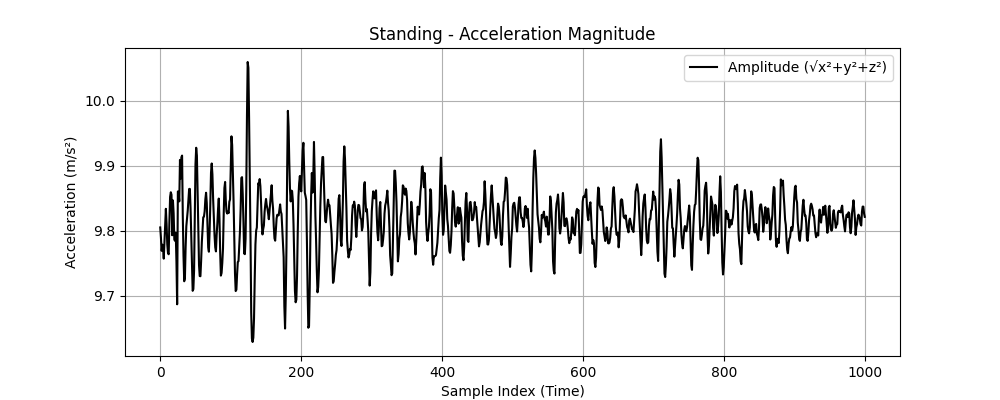 Standing - Acceleration Magnitude
Amplitude (√x²+y²+z²)
Acceleration (m/s²)
10.0
9.9
9.8
9.7
0 200 400 600 800 1000
Sample Index (Time)